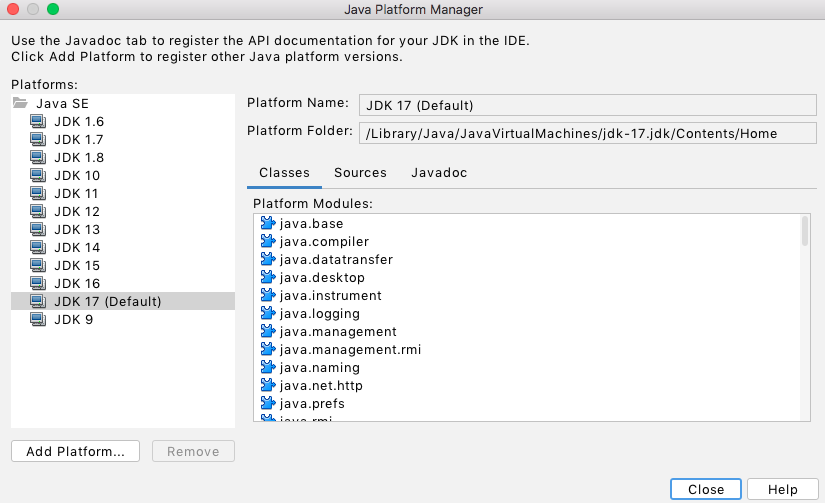 Java Platform Manager
Use the Javadoc tab to register the API documentation for your JDK in the IDE.
Click Add Platform to register other Java platform versions.
Platforms:
Java SE
JDK 1.6
JDK 1.7
JDK 1.8
JDK 10
JDK 11
JDK 12
JDK 13
JDK 14
JDK 15
JDK 16
JDK 17 (Default)
JDK 9
Add Platform...
Remove
Platform Name: JDK 17 (Default)
Platform Folder: /Library/Java/JavaVirtualMachines/jdk-17.jdk/Contents/Home
Classes Sources Javadoc
Platform Modules:
java.base
java.compiler
java.datatransfer
java.desktop
java.instrument
java.logging
java.management
java.management.rmi
java.naming
java.net.http
java.prefs
java.rmi
Close Help